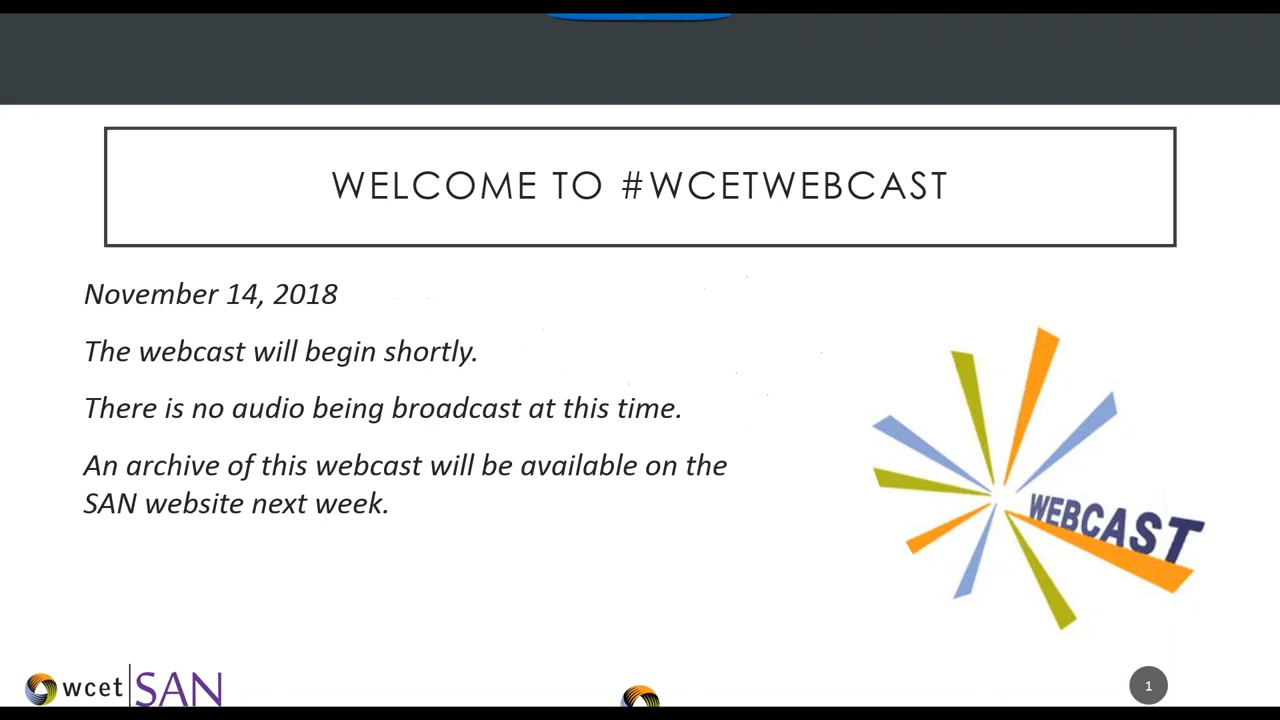 WELCOME TO #WCETWEBCAST
November 14, 2018
The webcast will begin shortly.
There is no audio being broadcast at this time.
An archive of this webcast will be available on the
SAN website next week.
WEBCAST
wcet SAN
1